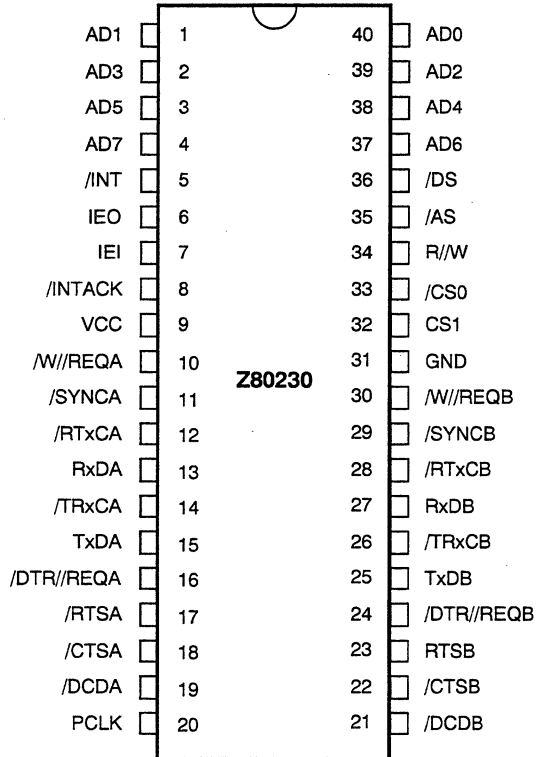 AD1 1 40 AD0
AD3 2 39 AD2
AD5 3 38 AD4
AD7 4 37 AD6
/INT 5 36 /DS
IEO 6 35 /AS
IEI 7 34 R//W
/INTACK 8 33 /CS0
VCC 9 32 CS1
/W//REQA 10 31 GND
Z80230
/SYNCA 11 30 /W//REQB
/RTxCA 12 29 /SYNCB
RxDA 13 28 /RTxCB
/TRxCA 14 27 RxDB
TxDA 15 26 /TRxCB
/DTR//REQA 16 25 TxDB
/RTSA 17 24 /DTR//REQB
/CTSA 18 23 RTSB
/DCDA 19 22 /CTSB
PCLK 20 21 /DCDB